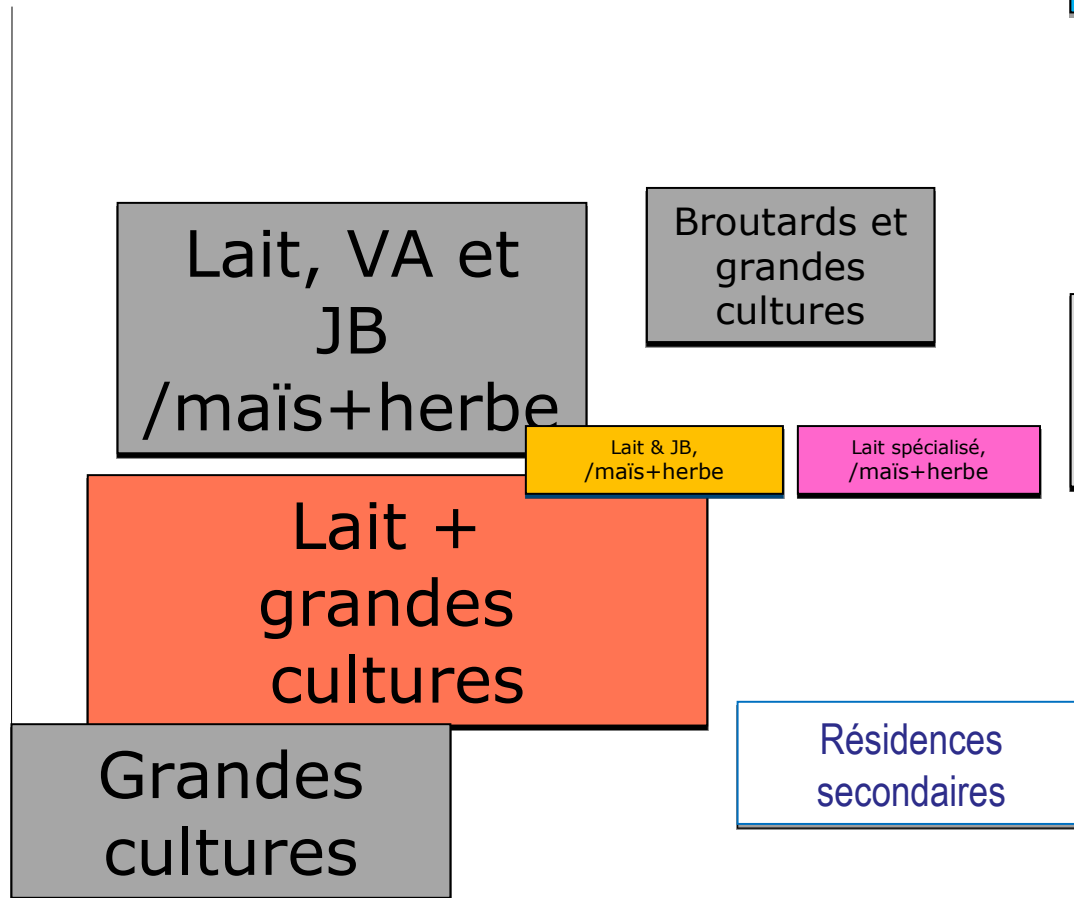 Lait, VA et
JB
/maïs+herbe
Broutards et
grandes
cultures
Lait & JB,
/maïs+herbe
Lait spécialisé,
/maïs+herbe
Lait +
grandes
cultures
Résidences
secondaires
Grandes
cultures